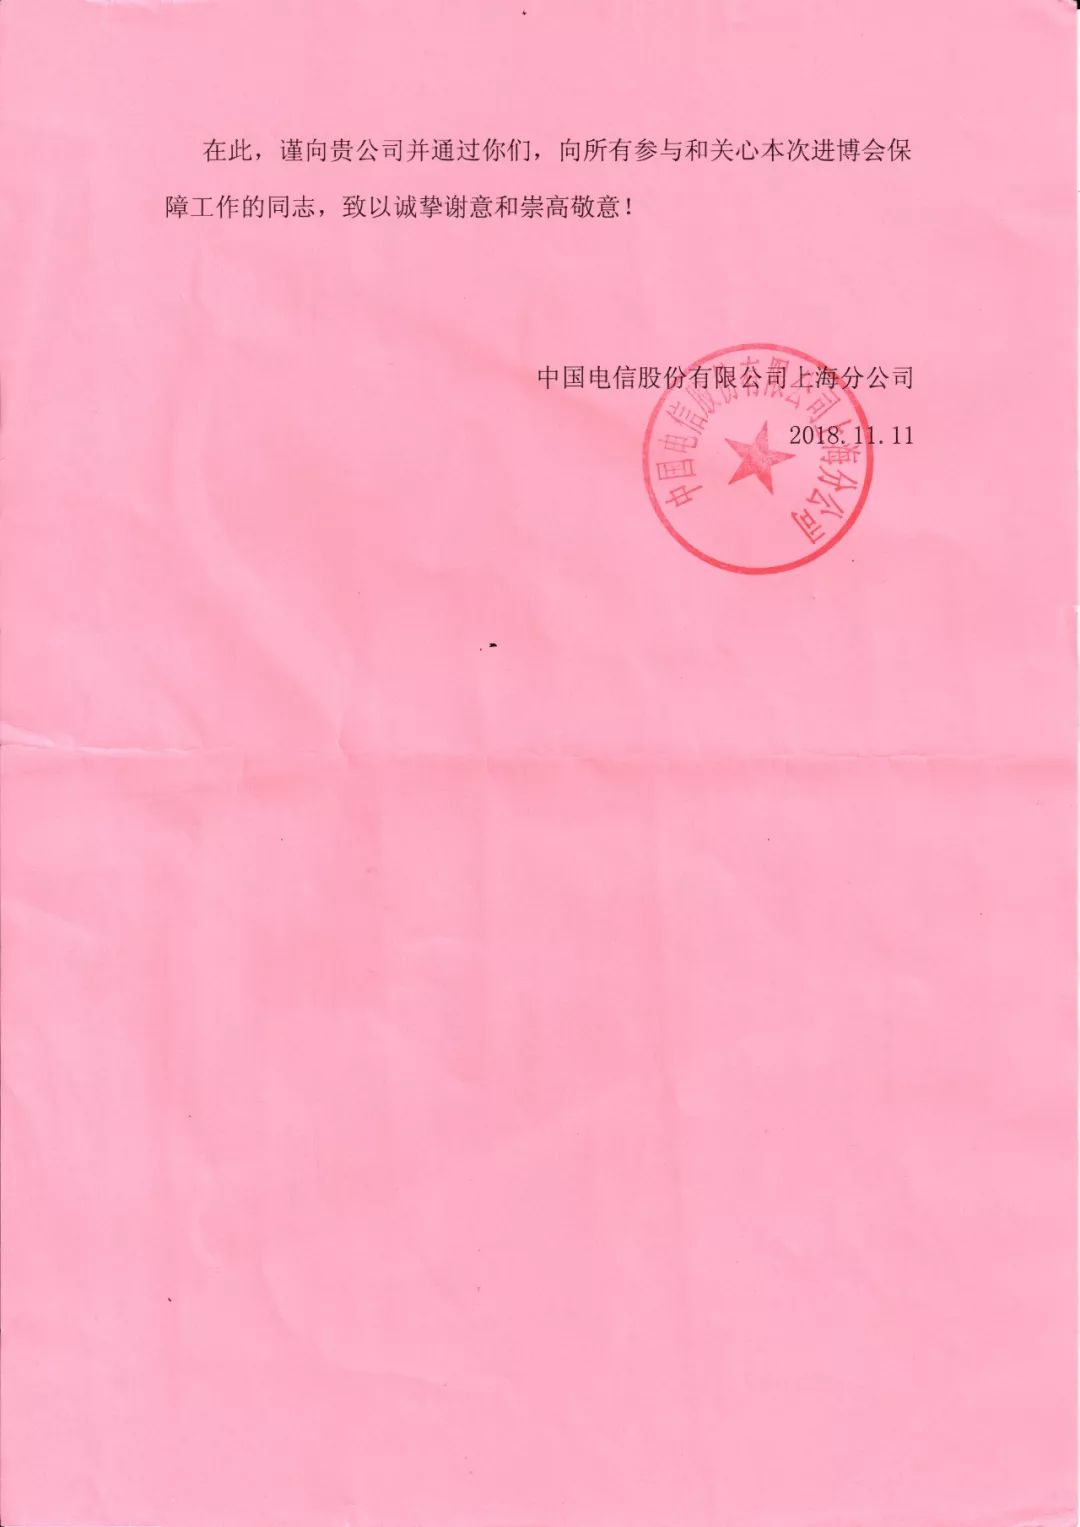 在此，谨向贵公司并通过你们，向所有参与和关心本次进博会保
障工作的同志，致以诚挚谢意和崇高敬意！
中国电信股份有限公司上海分公司
2018.11.11
中国电信股份有限公司上海分公司